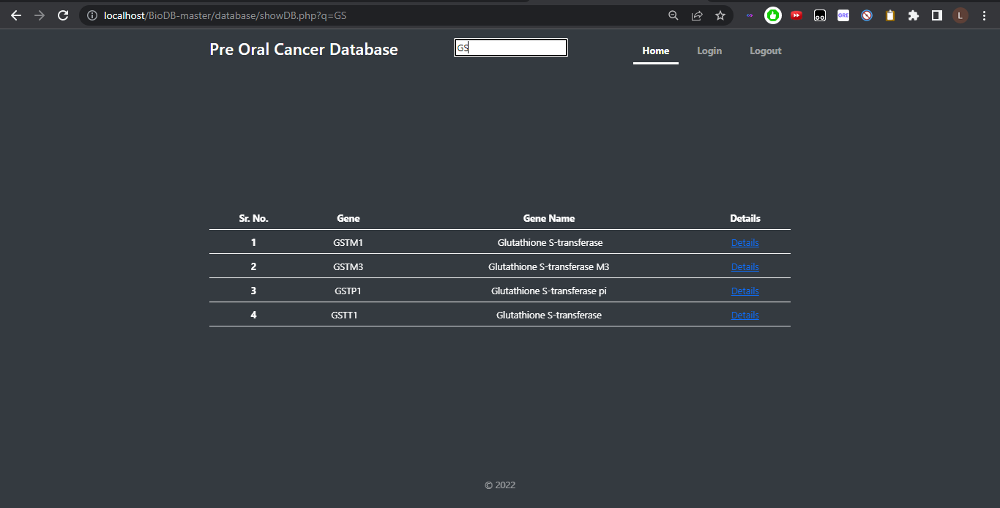 localhost/BioDB-master/database/showDB.php?q=GS
GRE
L
Pre Oral Cancer Database
GS
Home Login Logout
Sr. No. Gene Gene Name Details
1 GSTM1 Glutathione S-transferase Details
2 GSTM3 Glutathione S-transferase M3 Details
3 GSTP1 Glutathione S-transferase pi Details
4 GSTT1 Glutathione S-transferase Details
© 2022